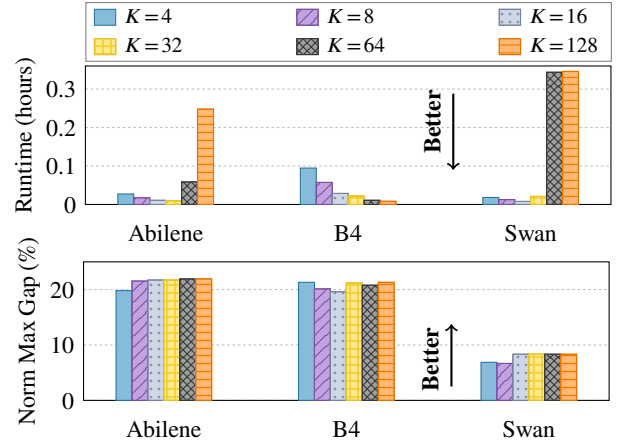 K = 4 K = 8 K = 16
K = 32 K = 64 K = 128
Runtime (hours)
0.3
0.2
0.1
0
Better
Abilene B4 Swan
Norm Max Gap (%)
20
10
0
Better
Abilene B4 Swan